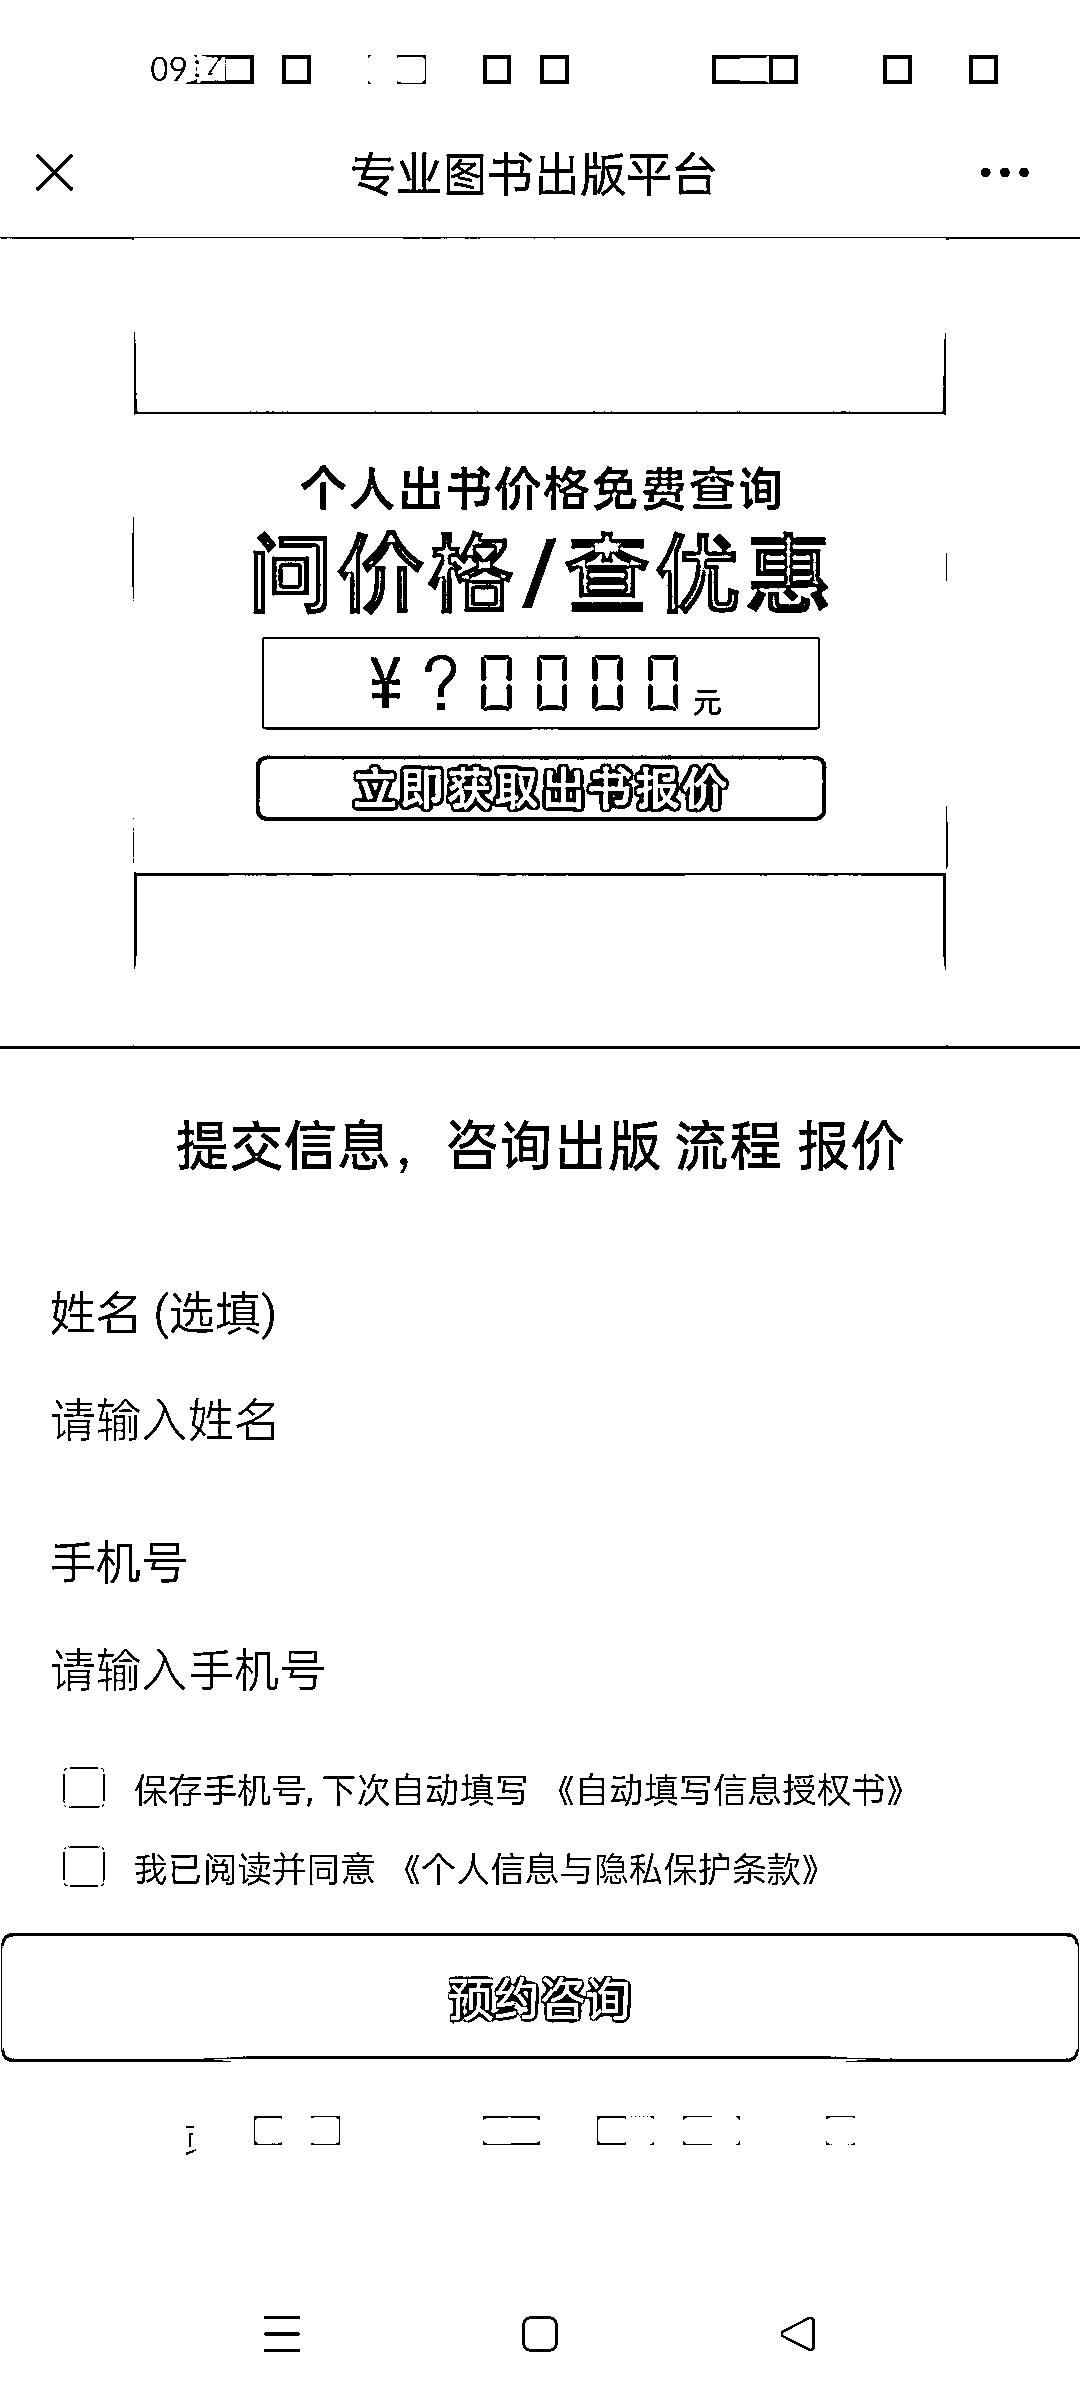 专业图书出版平台
个人出书价格免费查询
问价格/查优惠
¥?0000元
立即获取出书报价
提交信息，咨询出版 流程 报价
姓名 (选填)
请输入姓名
手机号
请输入手机号
保存手机号, 下次自动填写 《自动填写信息授权书》
我已阅读并同意 《个人信息与隐私保护条款》
预约咨询